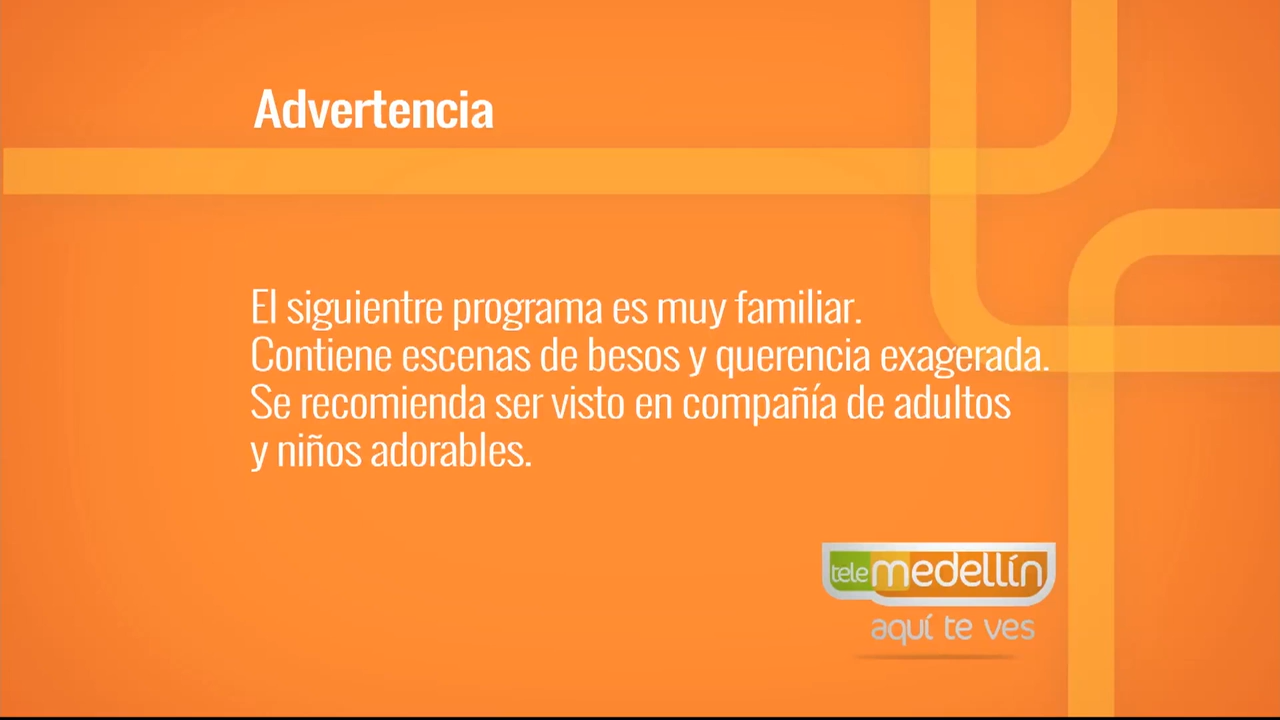 Advertencia
El siguientre programa es muy familiar.
Contiene escenas de besos y querencia exagerada.
Se recomienda ser visto en compañía de adultos
y niños adorables.
telemedellín
aquí te ves